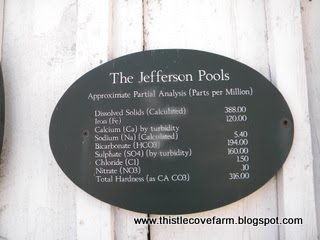 The Jefferson Pools
Approximate Partial Analysis (Parts per Million)
Dissolved Solids (Calculated) 388.00
Iron (Fe) 120.00
Calcium (Ca) by turbidity
Sodium (Na) (Calculated) 5.40
Bicarbonate (HCO3) 194.00
Sulphate (SO4) (by turbidity) 160.00
Chloride (C1) 1.50
Nitrate (NO3) .10
Total Hardness (as CA CO3) 316.00
www.thistlecovefarm.blogspot.com